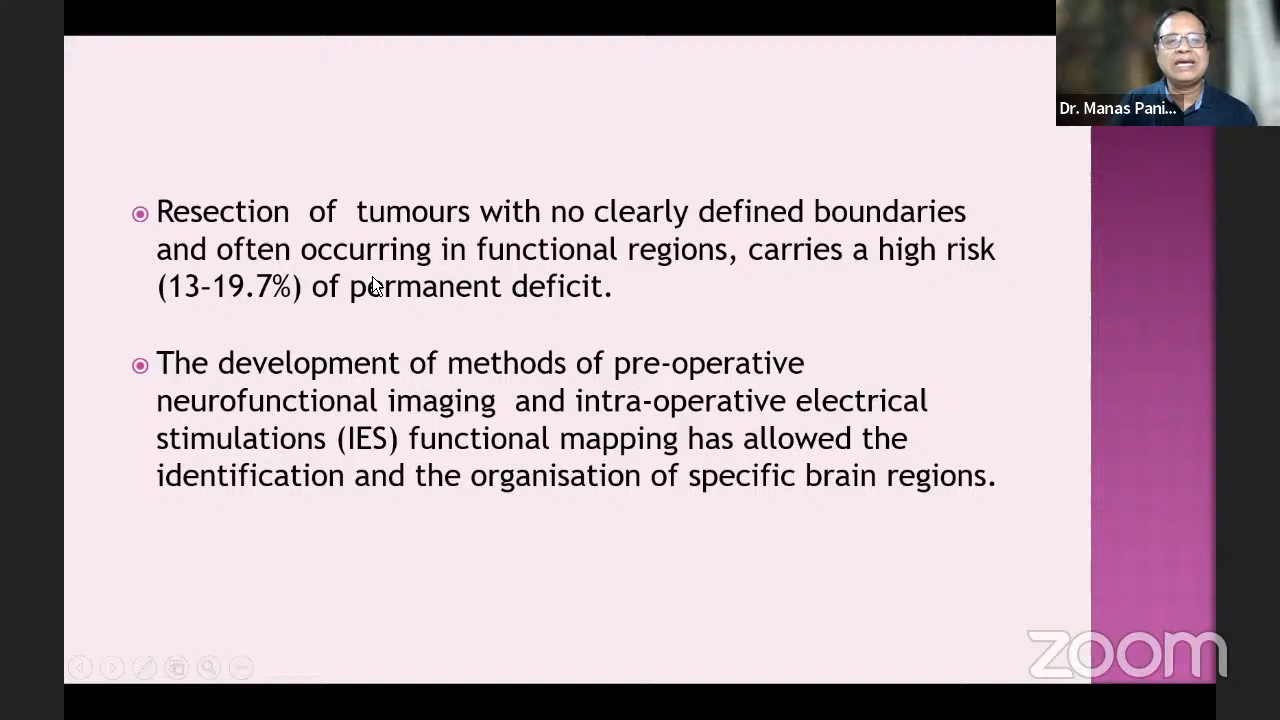 Dr. Manas Pani...
Resection of tumours with no clearly defined boundaries
and often occurring in functional regions, carries a high risk
(13-19.7%) of permanent deficit.
The development of methods of pre-operative
neurofunctional imaging and intra-operative electrical
stimulations (IES) functional mapping has allowed the
identification and the organisation of specific brain regions.
zoom